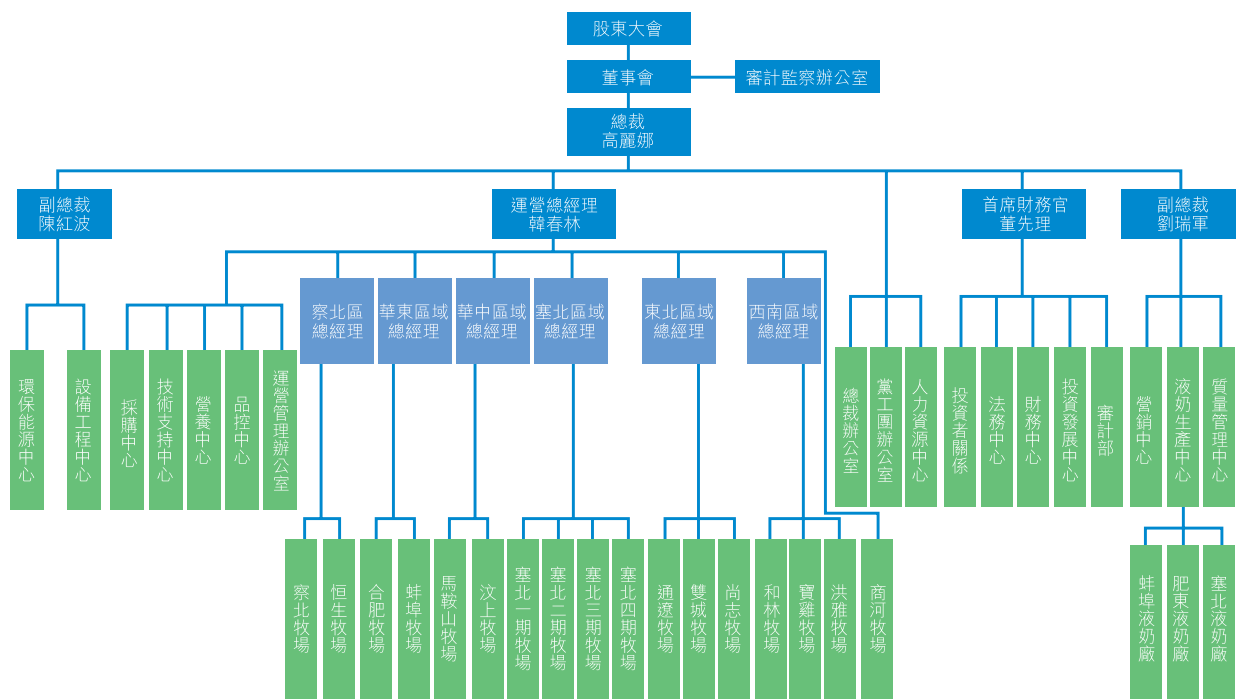 股東大會
董事會
審計監察辦公室
總裁
高麗娜
副總裁
陳紅波
運營總經理
韓春林
首席財務官
董先理
副總裁
劉瑞軍
察北區
總經理
華東區域
總經理
華中區域
總經理
塞北區域
總經理
東北區域
總經理
西南區域
總經理
環保能源中心
設備工程中心
採購中心
技術支持中心
營養中心
品控中心
運營管理辦公室
總裁辦公室
黨工團辦公室
人力資源中心
投資者關係
法務中心
財務中心
投資發展中心
審計部
營銷中心
液奶生產中心
質量管理中心
察北牧場
恒生牧場
合肥牧場
蚌埠牧場
馬鞍山牧場
汶上牧場
塞北一期牧場
塞北二期牧場
塞北三期牧場
塞北四期牧場
通遼牧場
雙城牧場
尚志牧場
和林牧場
寶雞牧場
洪雅牧場
商河牧場
蚌埠液奶廠
肥東液奶廠
塞北液奶廠